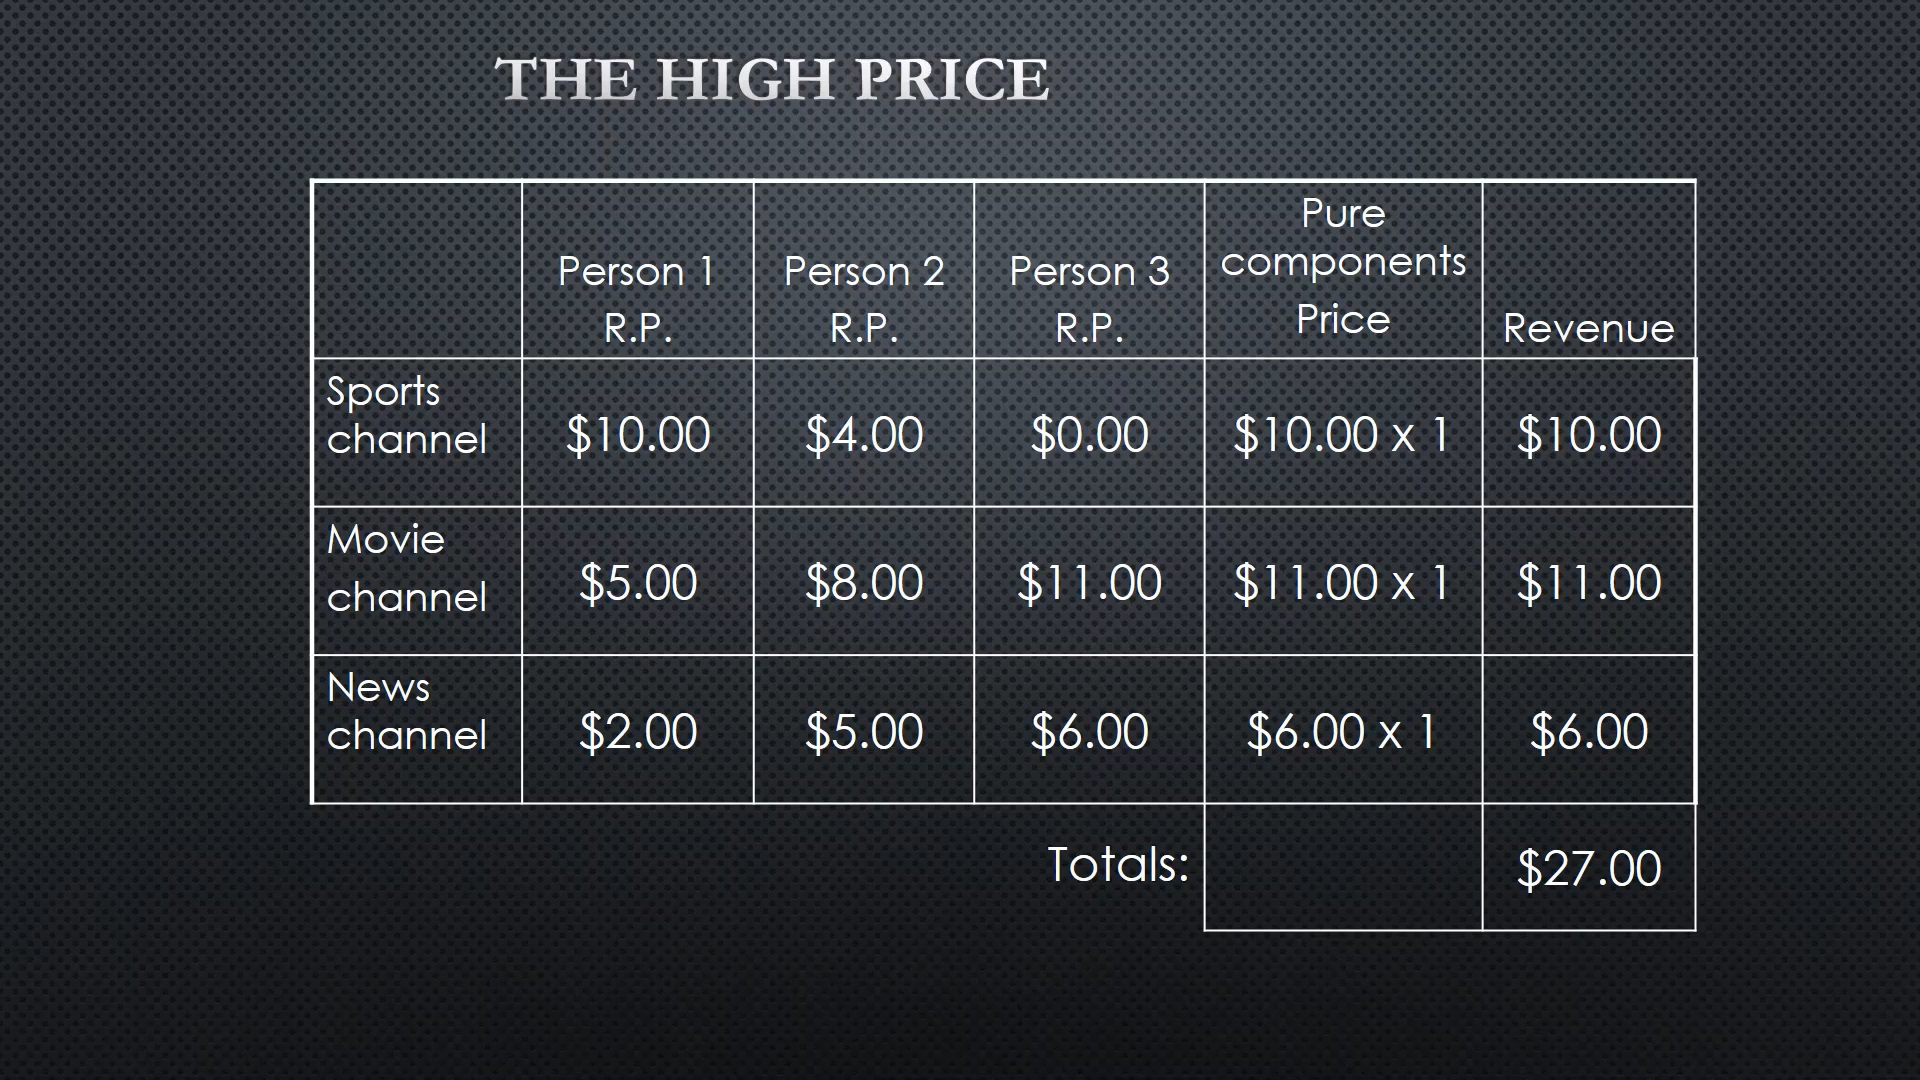 THE HIGH PRICE
Person 1
R.P.
Person 2
R.P.
Person 3
R.P.
Pure
components
Price
Revenue
Sports
channel
$10.00
$4.00
$0.00
$10.00 x 1
$10.00
Movie
channel
$5.00
$8.00
$11.00
$11.00 x 1
$11.00
News
channel
$2.00
$5.00
$6.00
$6.00 x 1
$6.00
Totals:
$27.00